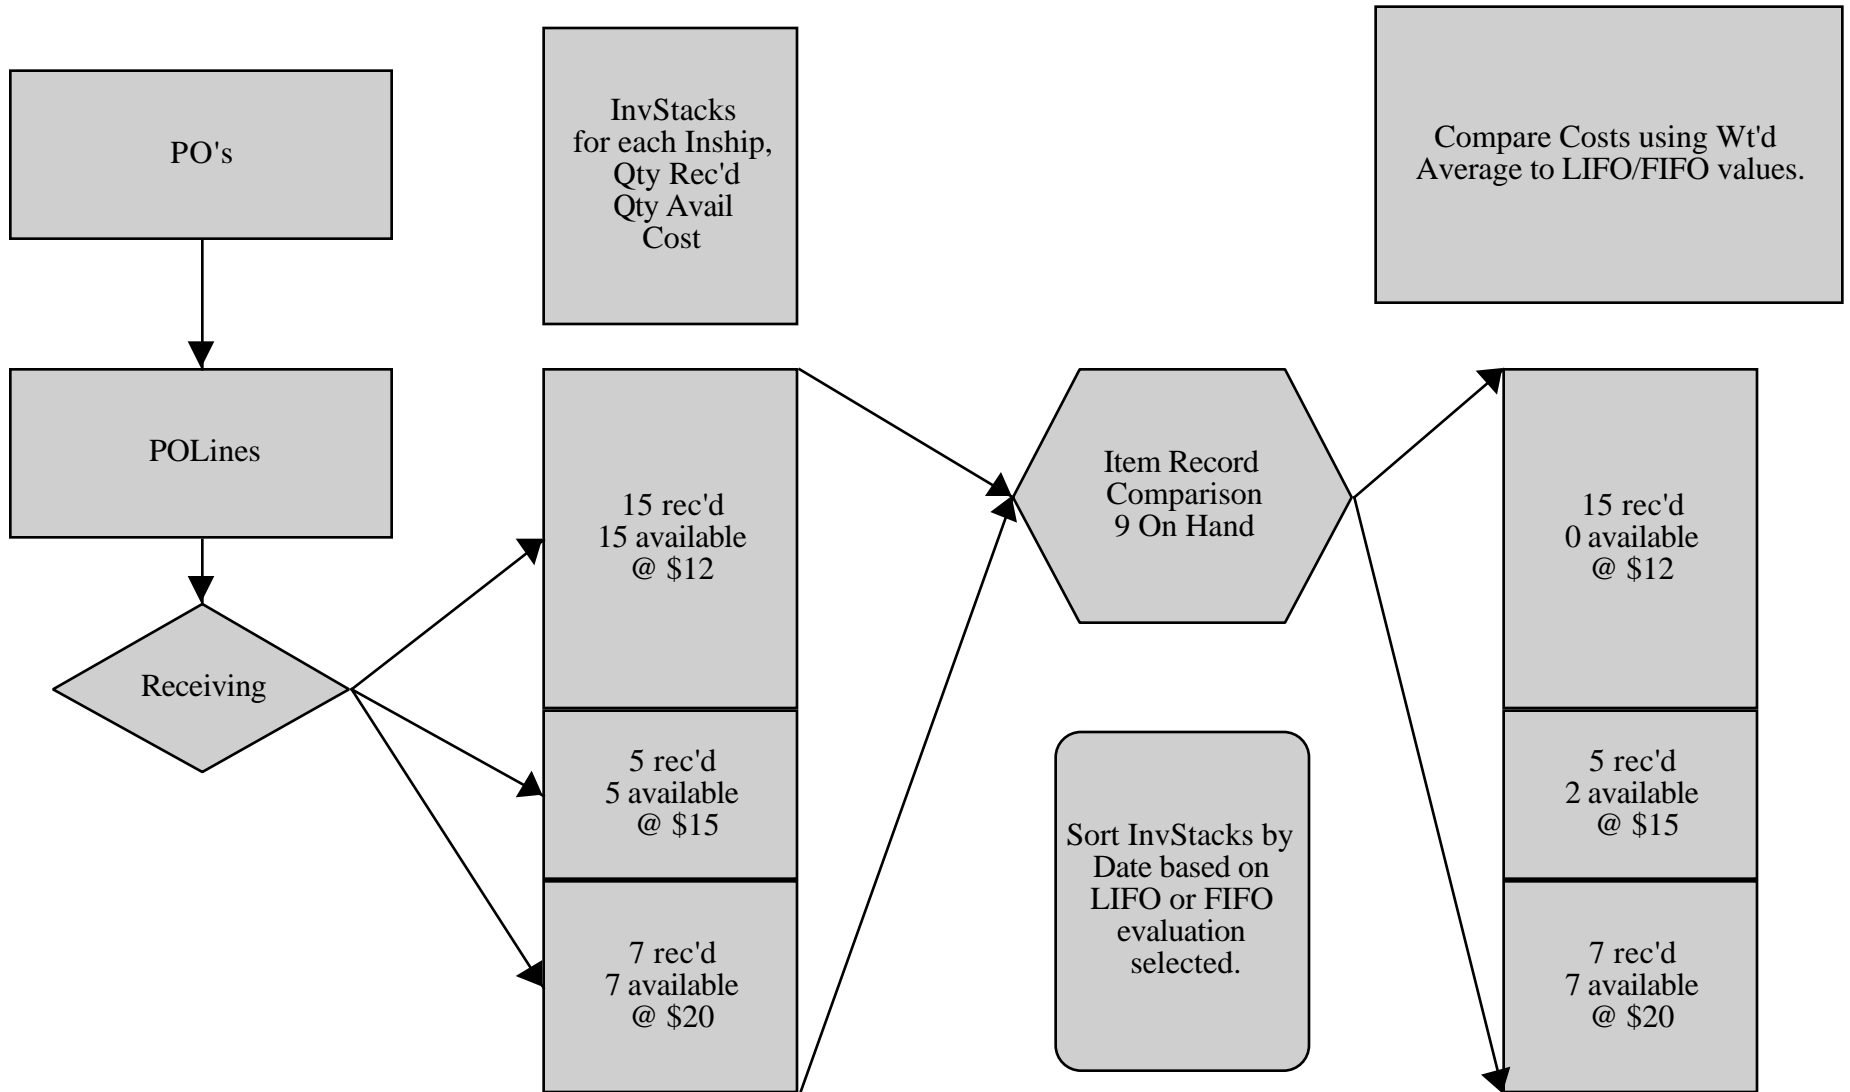 PO's
POLines
Receiving
InvStacks
for each Inship,
Qty Rec'd
Qty Avail
Cost
15 rec'd
15 available
@ $12
5 rec'd
5 available
@ $15
7 rec'd
7 available
@ $20
Item Record
Comparison
9 On Hand
Sort InvStacks by
Date based on
LIFO or FIFO
evaluation
selected.
Compare Costs using Wt'd
Average to LIFO/FIFO values.
15 rec'd
0 available
@ $12
5 rec'd
2 available
@ $15
7 rec'd
7 available
@ $20